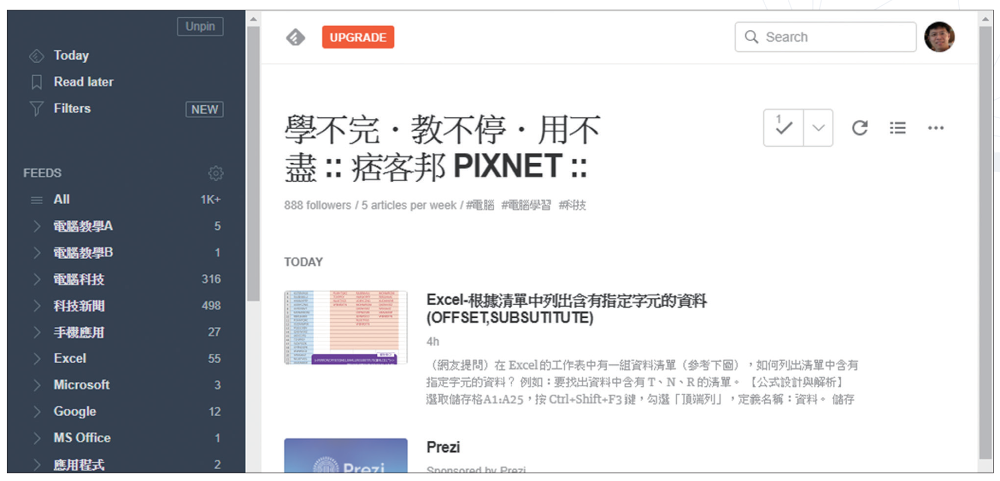 Unpin
Today
Read later
Filters NEW
FEEDS
All 1K+
電腦教學A 5
電腦教學B 1
電腦科技 316
科技新聞 498
手機應用 27
Excel 55
Microsoft 3
Google 12
MS Office 1
應用程式 2
UPGRADE
Search
學不完．教不停．用不
盡 :: 痞客邦 PIXNET ::
1
888 followers / 5 articles per week / #電腦 #電腦學習 #科技
TODAY
Excel-根據清單中列出含有指定字元的資料
(OFFSET,SUBSUTITUTE)
4h
（網友提問）在 Excel的工作表中有一組資料清單（參考下圖），如何列出清單中含有
指定字元的資料？ 例如：要找出資料中含有 T、N、R 的清單。 【公式設計與解析】
選取儲存格A1:A25，按 Ctrl+Shift+F3 鍵，勾選「頂端列」，定義名稱：資料。 儲存
Prezi
Prezi
Sponsored by Prezi